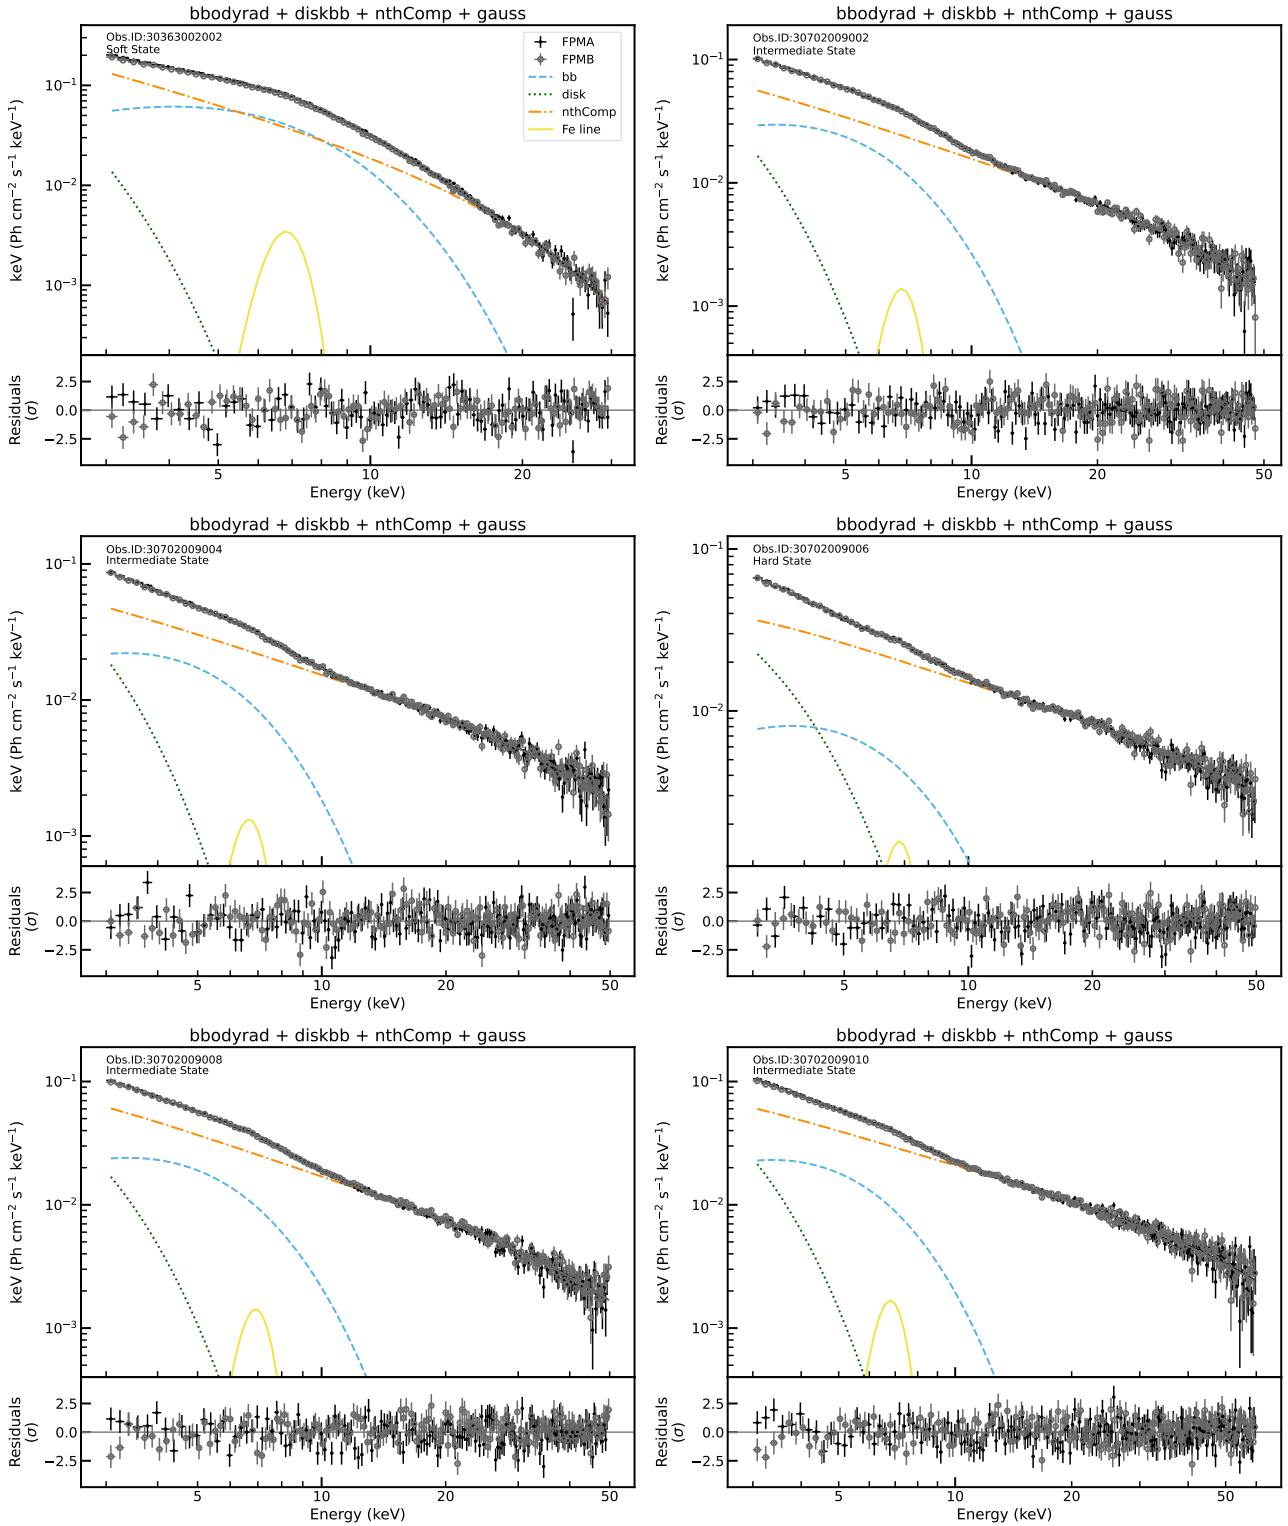 bbodyrad + diskbb + nthComp + gauss
Obs.ID:30363002002
Soft State
FPMA
FPMB
bb
disk
nthComp
Fe line
10⁻¹
10⁻²
10⁻³
keV (Ph cm⁻² s⁻¹ keV⁻¹)
2.5
0.0
−2.5
Residuals
(σ)
5
10
20
Energy (keV)
bbodyrad + diskbb + nthComp + gauss
Obs.ID:30702009002
Intermediate State
10⁻¹
10⁻²
10⁻³
keV (Ph cm⁻² s⁻¹ keV⁻¹)
2.5
0.0
−2.5
Residuals
(σ)
5
10
20
50
Energy (keV)
bbodyrad + diskbb + nthComp + gauss
Obs.ID:30702009004
Intermediate State
10⁻¹
10⁻²
10⁻³
keV (Ph cm⁻² s⁻¹ keV⁻¹)
2.5
0.0
−2.5
Residuals
(σ)
5
10
20
50
Energy (keV)
bbodyrad + diskbb + nthComp + gauss
Obs.ID:30702009006
Hard State
10⁻¹
10⁻²
keV (Ph cm⁻² s⁻¹ keV⁻¹)
2.5
0.0
−2.5
Residuals
(σ)
5
10
20
50
Energy (keV)
bbodyrad + diskbb + nthComp + gauss
Obs.ID:30702009008
Intermediate State
10⁻¹
10⁻²
10⁻³
keV (Ph cm⁻² s⁻¹ keV⁻¹)
2.5
0.0
−2.5
Residuals
(σ)
5
10
20
50
Energy (keV)
bbodyrad + diskbb + nthComp + gauss
Obs.ID:30702009010
Intermediate State
10⁻¹
10⁻²
10⁻³
keV (Ph cm⁻² s⁻¹ keV⁻¹)
2.5
0.0
−2.5
Residuals
(σ)
5
10
20
50
Energy (keV)